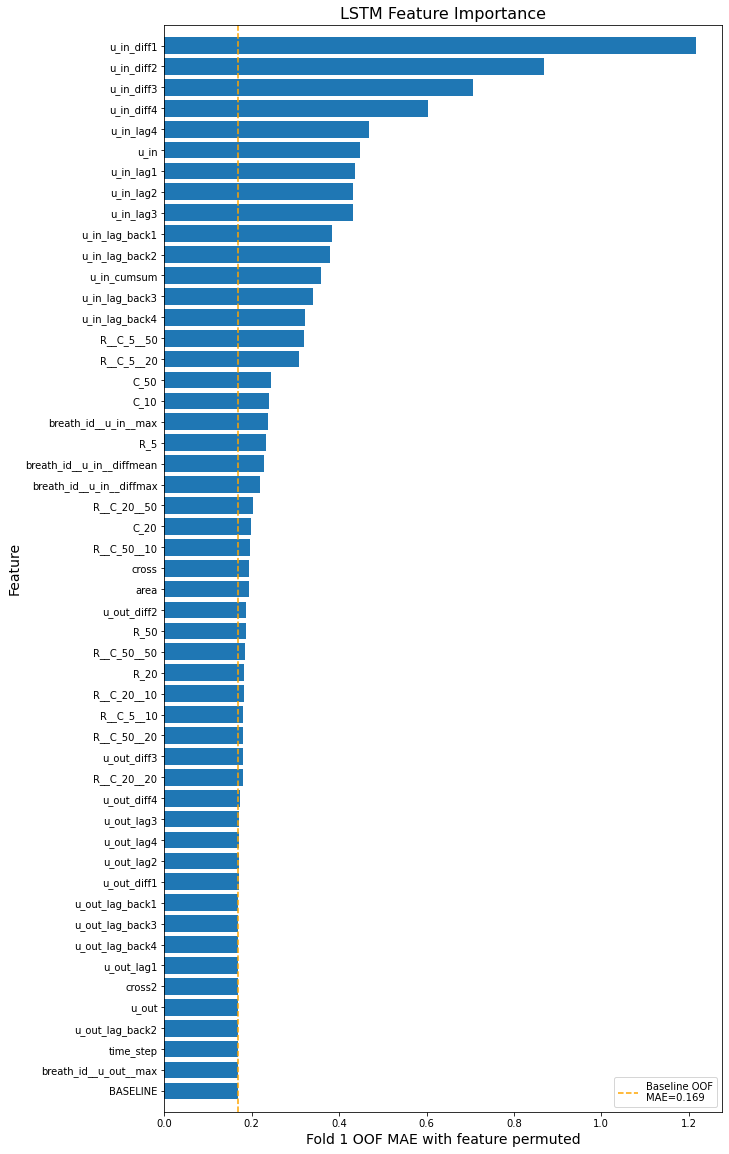 LSTM Feature Importance
u_in_diff1
u_in_diff2
u_in_diff3
u_in_diff4
u_in_lag4
u_in
u_in_lag1
u_in_lag2
u_in_lag3
u_in_lag_back1
u_in_lag_back2
u_in_cumsum
u_in_lag_back3
u_in_lag_back4
R__C_5__50
R__C_5__20
C_50
C_10
breath_id__u_in__max
R_5
breath_id__u_in__diffmean
breath_id__u_in__diffmax
R__C_20__50
C_20
R__C_50__10
cross
area
u_out_diff2
R_50
R__C_50__50
R_20
R__C_20__10
R__C_5__10
R__C_50__20
u_out_diff3
R__C_20__20
u_out_diff4
u_out_lag3
u_out_lag4
u_out_lag2
u_out_diff1
u_out_lag_back1
u_out_lag_back3
u_out_lag_back4
u_out_lag1
cross2
u_out
u_out_lag_back2
time_step
breath_id__u_out__max
BASELINE
Feature
0.0 0.2 0.4 0.6 0.8 1.0 1.2
Fold 1 OOF MAE with feature permuted
Baseline OOF
MAE=0.169